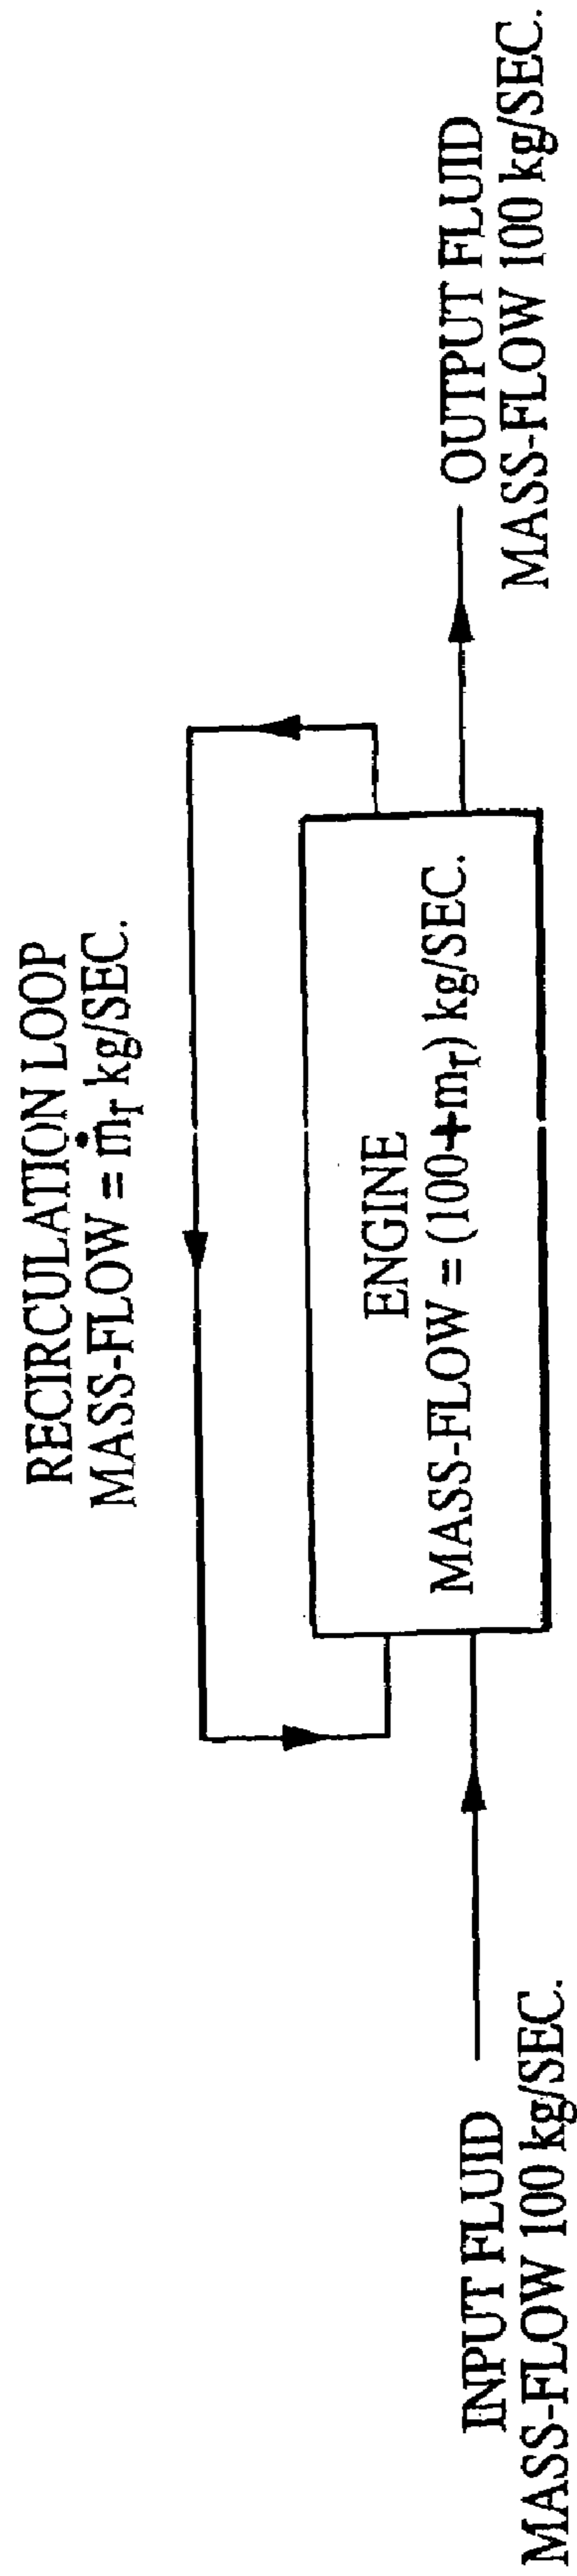 RECIRCULATION LOOP
MASS-FLOW = ṁr kg/SEC.
ENGINE
MASS-FLOW = (100+mr) kg/SEC.
INPUT FLUID
MASS-FLOW 100 kg/SEC.
OUTPUT FLUID
MASS-FLOW 100 kg/SEC.